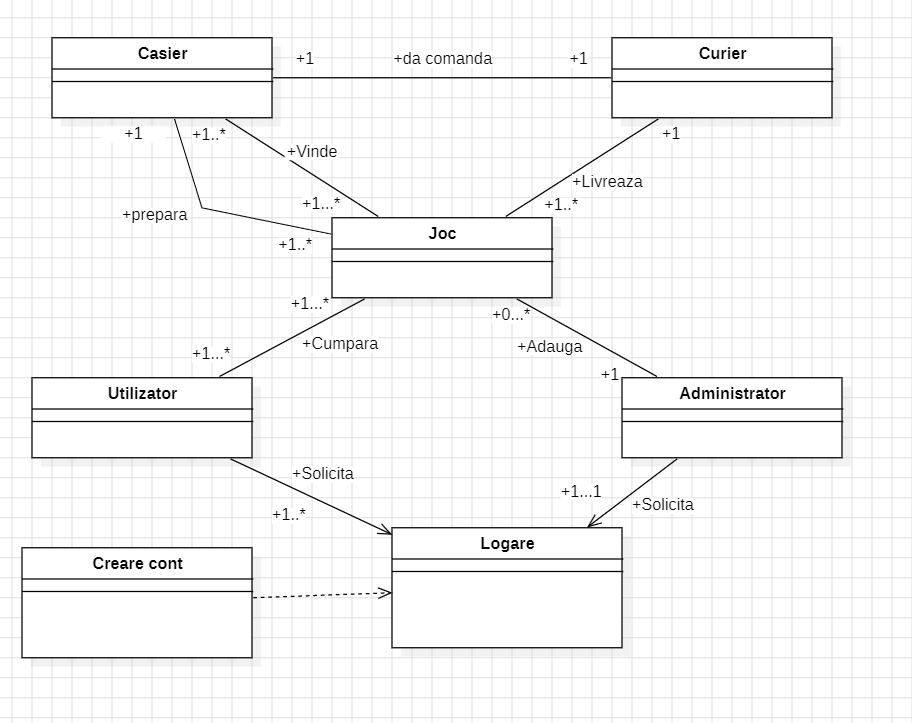 Casier
+1
+da comanda
+1
Curier
+1
+1..*
+Vinde
+1
+Livreaza
+1...*
+1..*
+prepara
+1..*
Joc
+1...*
+0...*
+Cumpara
+Adauga
+1...*
+1
Utilizator
Administrator
+Solicita
+1..*
+1...1
+Solicita
Logare
Creare cont